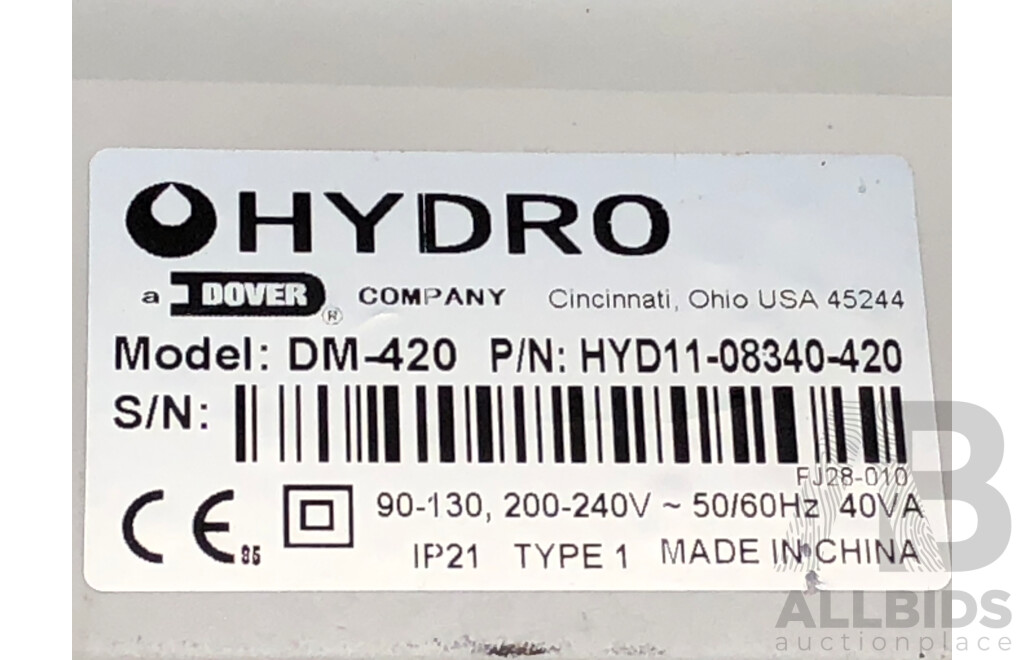 HYDRO
a DOVER® COMPANY Cincinnati, Ohio USA 45244
Model: DM-420 P/N: HYD11-08340-420
S/N:
FJ28-010
CE 95 90-130, 200-240V ~ 50/60Hz 40VA
IP21 TYPE 1 MADE IN CHINA
B
ALLBIDS
auctionplace